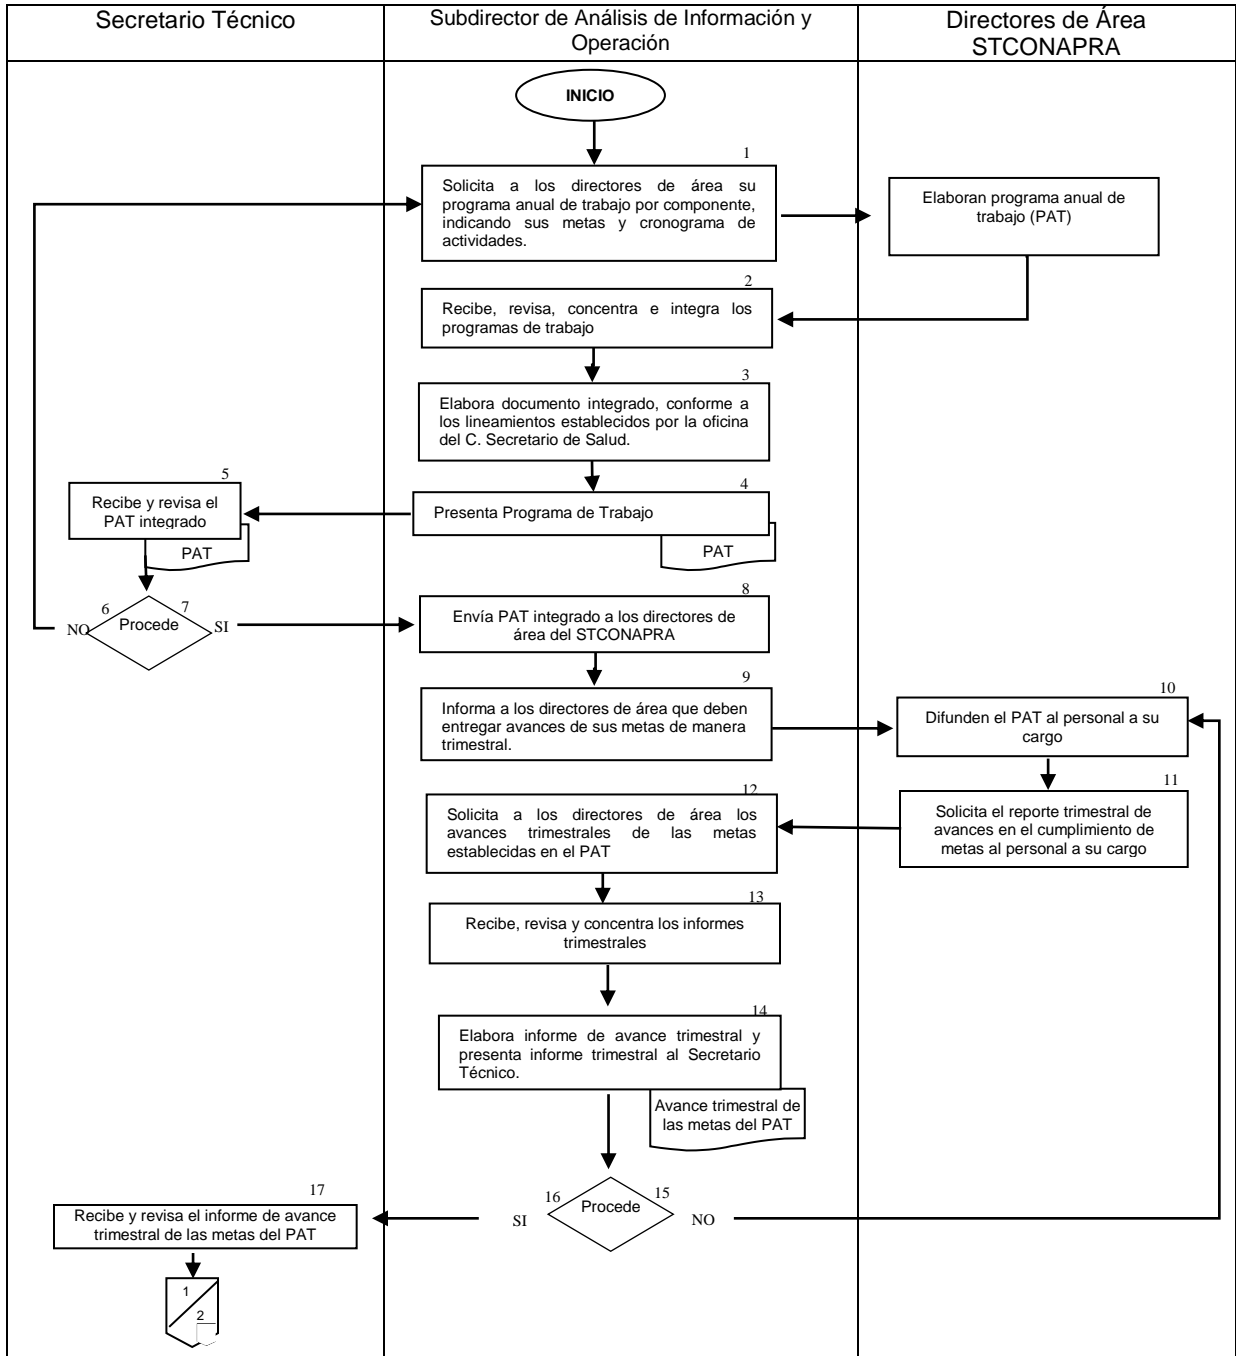 Secretario Técnico
Subdirector de Análisis de Información y
Operación
Directores de Área
STCONAPRA
INICIO
1
Solicita a los directores de área su
programa anual de trabajo por componente,
indicando sus metas y cronograma de
actividades.
Elaboran programa anual de
trabajo (PAT)
2
Recibe, revisa, concentra e integra los
programas de trabajo
3
Elabora documento integrado, conforme a
los lineamientos establecidos por la oficina
del C. Secretario de Salud.
4
Presenta Programa de Trabajo
PAT
5
Recibe y revisa el
PAT integrado
PAT
6
7
Procede
NO
SI
8
Envía PAT integrado a los directores de
área del STCONAPRA
9
Informa a los directores de área que deben
entregar avances de sus metas de manera
trimestral.
10
Difunden el PAT al personal a su
cargo
11
Solicita el reporte trimestral de
avances en el cumplimiento de
metas al personal a su cargo
12
Solicita a los directores de área los
avances trimestrales de las metas
establecidas en el PAT
13
Recibe, revisa y concentra los informes
trimestrales
14
Elabora informe de avance trimestral y
presenta informe trimestral al Secretario
Técnico.
Avance trimestral de
las metas del PAT
16
15
Procede
SI
NO
17
Recibe y revisa el informe de avance
trimestral de las metas del PAT
1
2